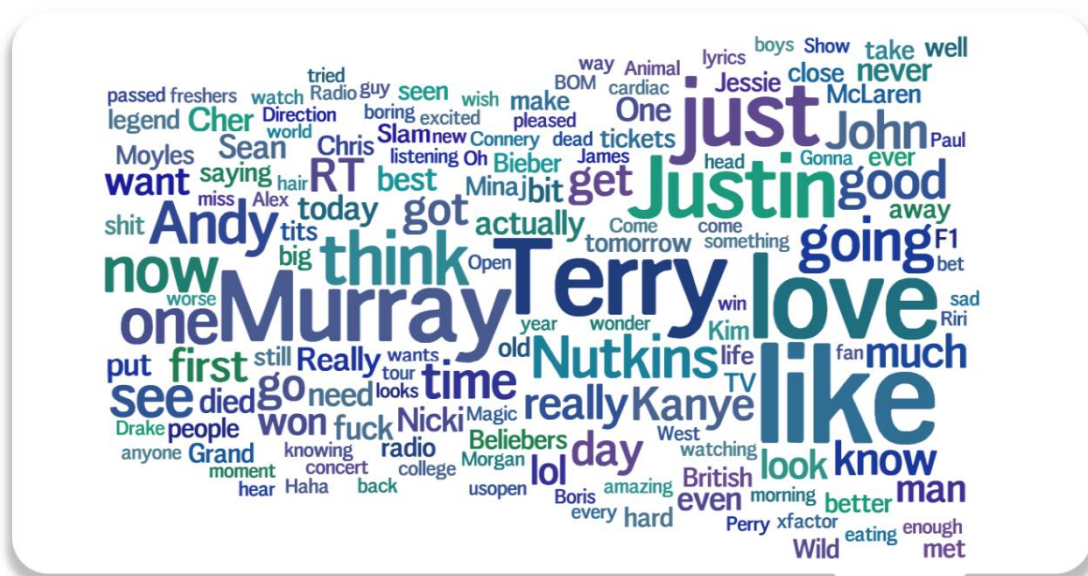 boys Show take well
way Animal lyrics
tried BOM cardiac Jessie close never
passed freshers watch Radio guy seen wish make One just McLaren
legend Cher Direction boring excited pleased
world Slam new Connery dead tickets John Paul
Moyles Sean Chris listening Oh Bieber James head Gonna ever
want saying hair RT best Minaj bit get Justin good
miss Alex today got actually Come come away
shit Andy tits tomorrow something going F1
now big think Open Terry love bet
worse Murray win sad
one year wonder Kim Riri
put first still Really wants old Nutkins life fan much
see died go need tour looks time TV like
won fuck Nicki Magic really Kanye
Drake people West
anyone Grand knowing radio Beliebers day watching look know
moment concert college Morgan lol British man
hear Haha back usopen Boris amazing even morning better
every hard Perry xfactor eating enough
Wild met